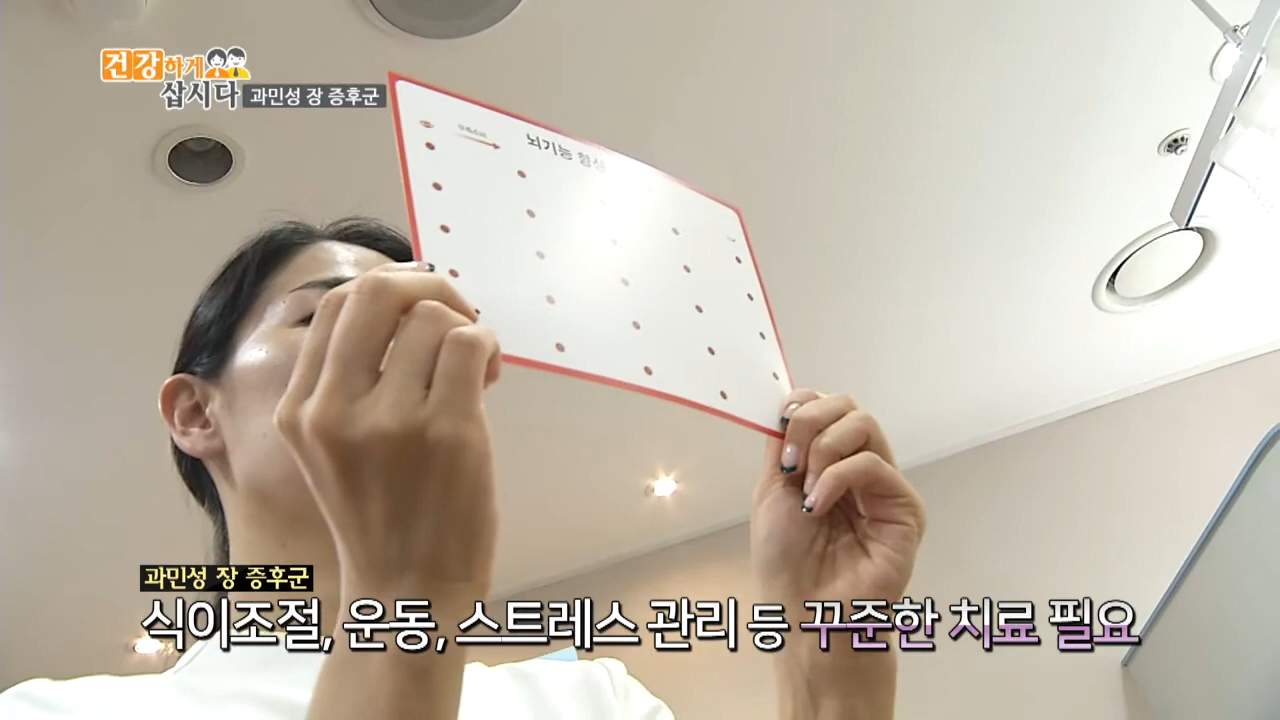 건강하게
삽시다
과민성 장 증후군
뇌기능 향상
과민성 장 증후군
식이조절, 운동, 스트레스 관리 등 꾸준한 치료 필요